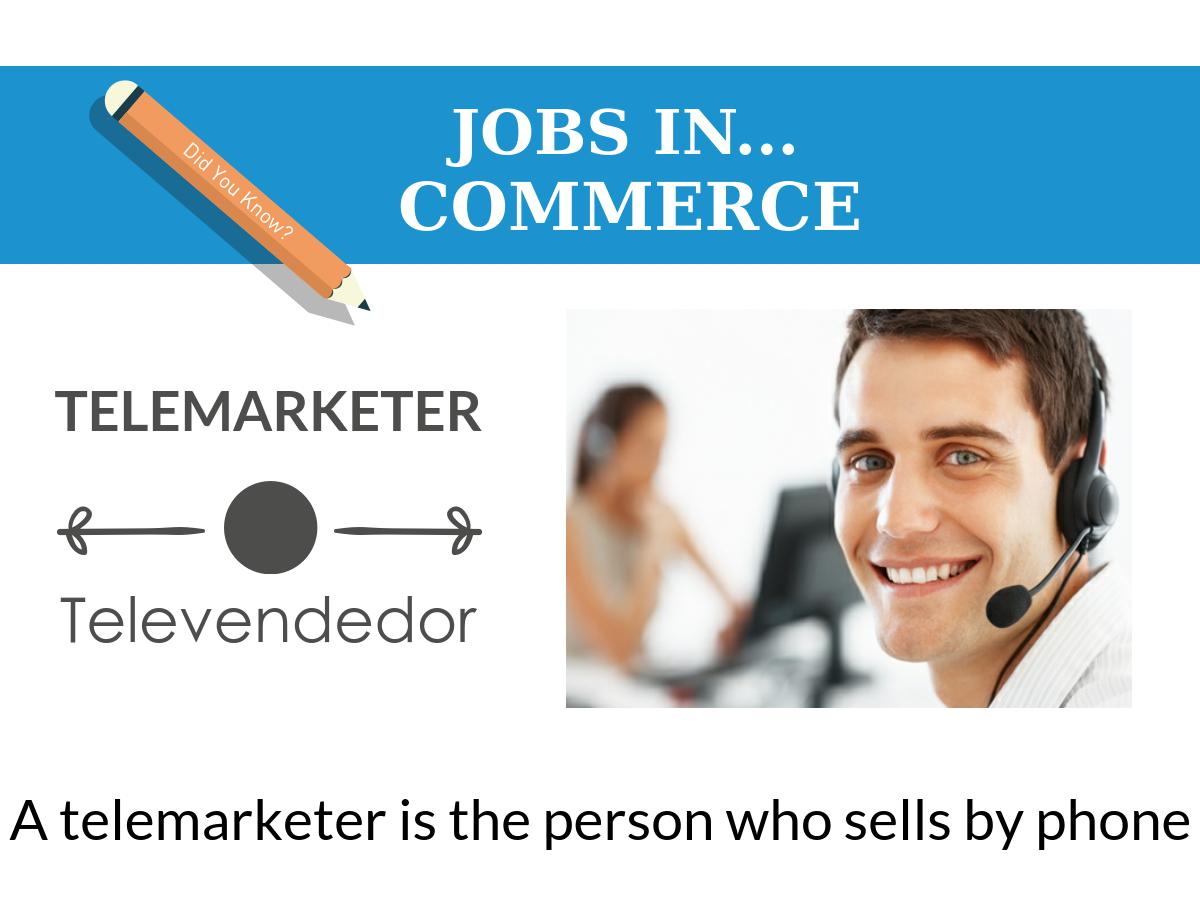 JOBS IN...
COMMERCE
Did You Know?
TELEMARKETER
Televendedor
A telemarketer is the person who sells by phone